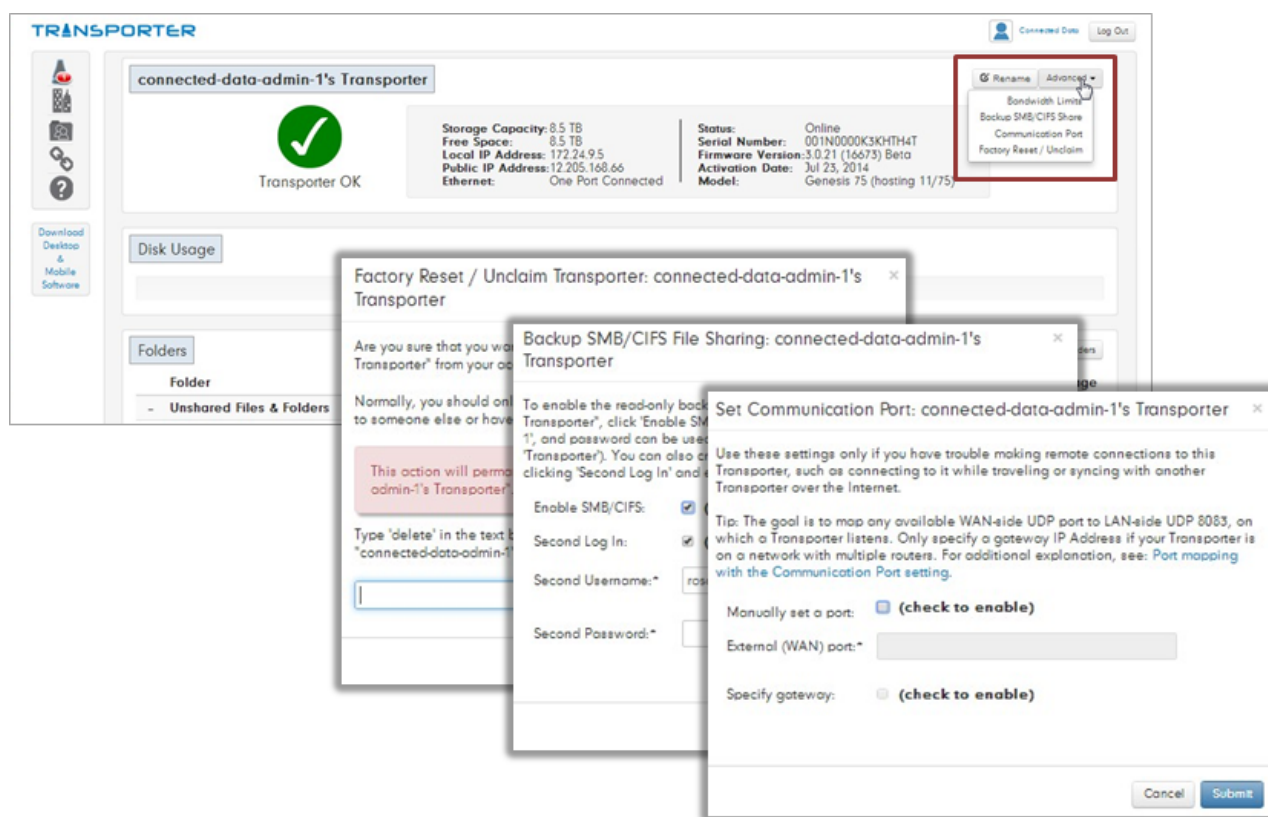 TRANSPORTER
Connected Data
Log Out
connected-data-admin-1's Transporter
Rename
Advanced
Bandwidth Limits
Backup SMB/CIFS Share
Communication Port
Factory Reset / Unclaim
Transporter OK
Storage Capacity: 8.5 TB
Free Space: 8.5 TB
Local IP Address: 172.24.9.5
Public IP Address: 12.205.168.66
Ethernet: One Port Connected
Status: Online
Serial Number: 001N0000K3KHTH4T
Firmware Version: 3.0.21 (16673) Beta
Activation Date: Jul 23, 2014
Model: Genesis 75 (hosting 11/75)
Download
Desktop
&
Mobile
Software
Disk Usage
Folders
Folder
- Unshared Files & Folders
Factory Reset / Unclaim Transporter: connected-data-admin-1's
Transporter
Are you sure that you
Transporter" from your
Normally, you should
to someone else or have
This action will
admin-1's Transporter"
Type 'delete' in the text
"connected-data-admin-1'
Backup SMB/CIFS File Sharing: connected-data-admin-1's
Transporter
To enable the read-only
Transporter", click 'Enable
1', and password can be
'Transporter'). You can also
clicking 'Second Log In' and
Enable SMB/CIFS:
Second Log In:
Second Username:*
Second Password:*
Set Communication Port: connected-data-admin-1's Transporter
Use these settings only if you have trouble making remote connections to this
Transporter, such as connecting to it while traveling or syncing with another
Transporter over the Internet.
Tip: The goal is to map any available WAN-side UDP port to LAN-side UDP 8083, on
which a Transporter listens. Only specify a gateway IP Address if your Transporter is
on a network with multiple routers. For additional explanation, see: Port mapping
with the Communication Port setting.
Manually set a port: (check to enable)
External (WAN) port:*
Specify gateway: (check to enable)
Cancel
Submit